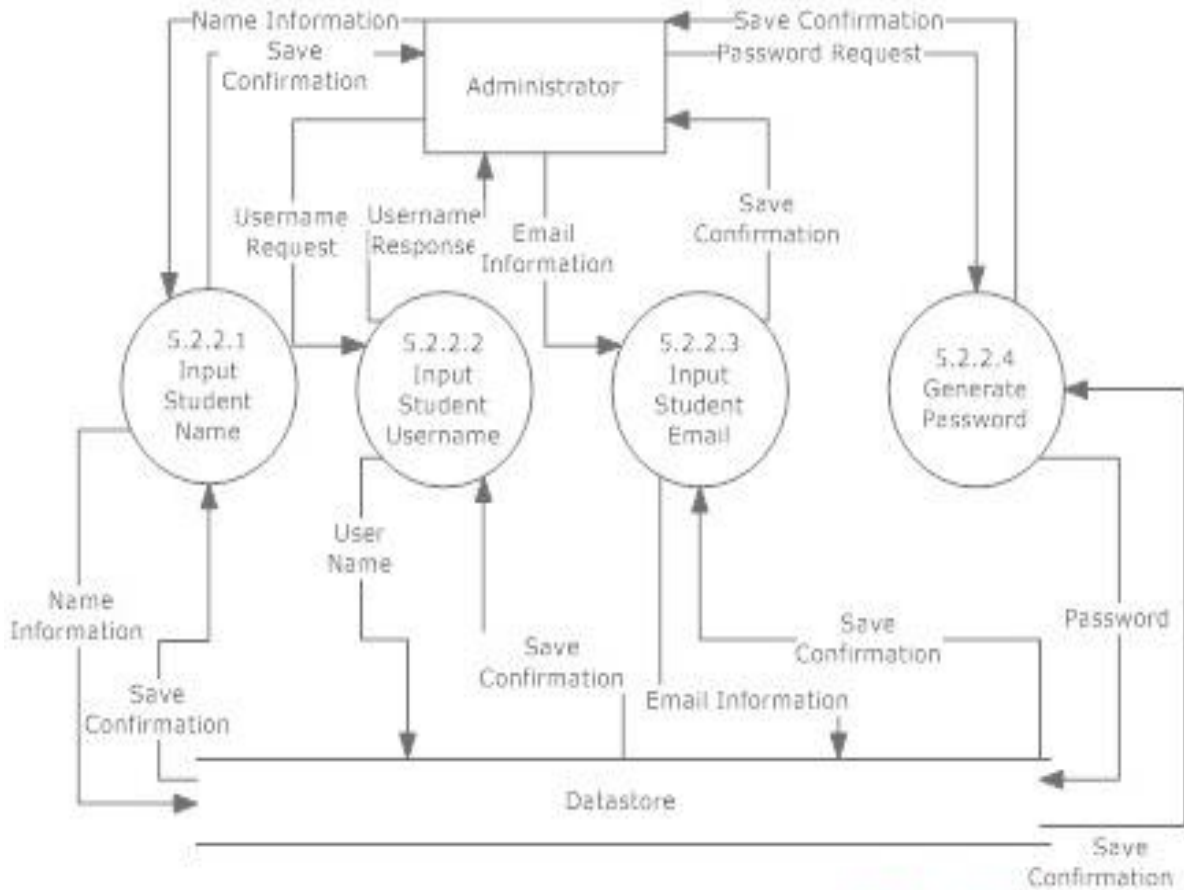 Name Information
Save
Confirmation
Administrator
Save Confirmation
Password Request
Username
Request
Username
Response
Email
Information
Save
Confirmation
5.2.2.1
Input
Student
Name
5.2.2.2
Input
Student
Username
5.2.2.3
Input
Student
Email
5.2.2.4
Generate
Password
Name
Information
Save
Confirmation
User
Name
Save
Confirmation
Email Information
Save
Confirmation
Password
Datastore
Save
Confirmation